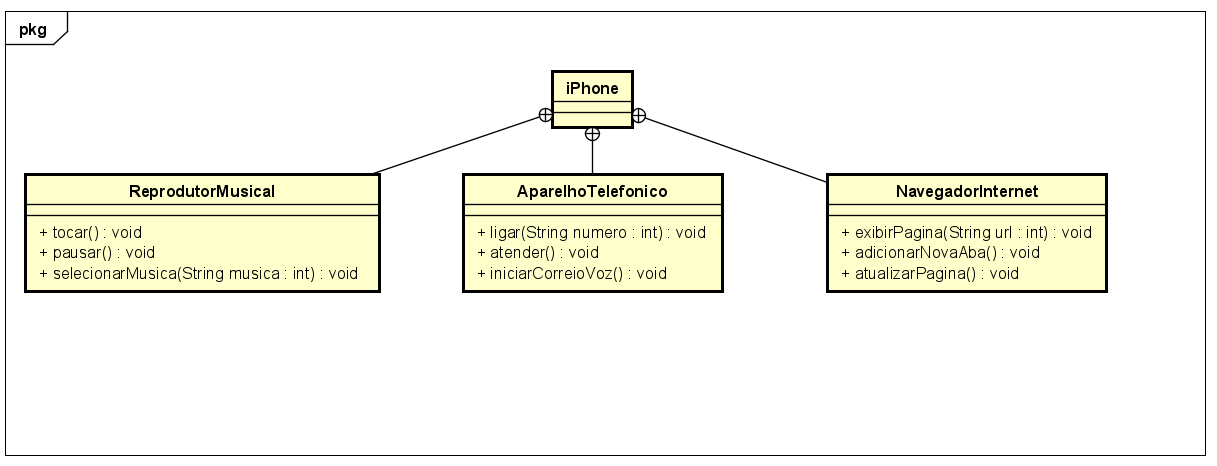 pkg
iPhone
ReprodutorMusical
+ tocar() : void
+ pausar() : void
+ selecionarMusica(String musica : int) : void
AparelhoTelefonico
+ ligar(String numero : int) : void
+ atender() : void
+ iniciarCorreioVoz() : void
NavegadorInternet
+ exibirPagina(String url : int) : void
+ adicionarNovaAba() : void
+ atualizarPagina() : void